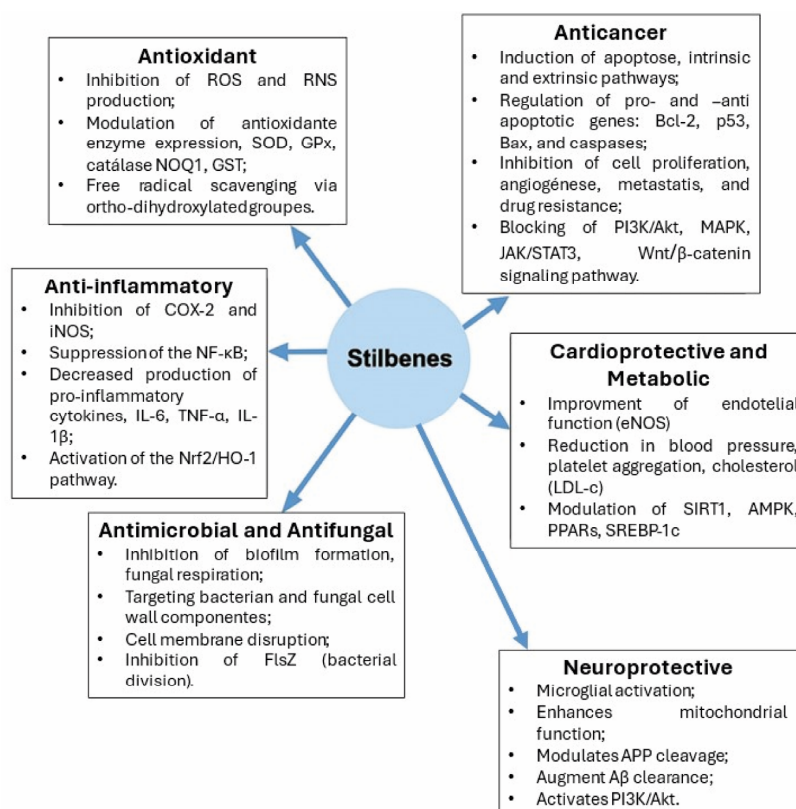 Antioxidant
• Inhibition of ROS and RNS
production;
• Modulation of antioxidante
enzyme expression, SOD, GPx,
catálase NOQ1, GST;
• Free radical scavenging via
ortho-dihydroxylated groupes.
Anticancer
• Induction of apoptose, intrinsic
and extrinsic pathways;
• Regulation of pro- and –anti
apoptotic genes: Bcl-2, p53,
Bax, and caspases;
• Inhibition of cell proliferation,
angiogénese, metastatis, and
drug resistance;
• Blocking of PI3K/Akt, MAPK,
JAK/STAT3, Wnt/β-catenin
signaling pathway.
Anti-inflammatory
• Inhibition of COX-2 and
iNOS;
• Suppression of the NF-κB;
• Decreased production of
pro-inflammatory
cytokines, IL-6, TNF-α, IL-
1β;
• Activation of the Nrf2/HO-1
pathway.
Stilbenes
Cardioprotective and
Metabolic
• Improvment of endotelial
function (eNOS)
• Reduction in blood pressure,
platelet aggregation, cholesterol
(LDL-c)
• Modulation of SIRT1, AMPK,
PPARs, SREBP-1c
Antimicrobial and Antifungal
• Inhibition of biofilm formation,
fungal respiration;
• Targeting bacterian and fungal cell
wall componentes;
• Cell membrane disruption;
• Inhibition of FlsZ (bacterial
division).
Neuroprotective
• Microglial activation;
• Enhances mitochondrial
function;
• Modulates APP cleavage;
• Augment Aβ clearance;
• Activates PI3K/Akt.